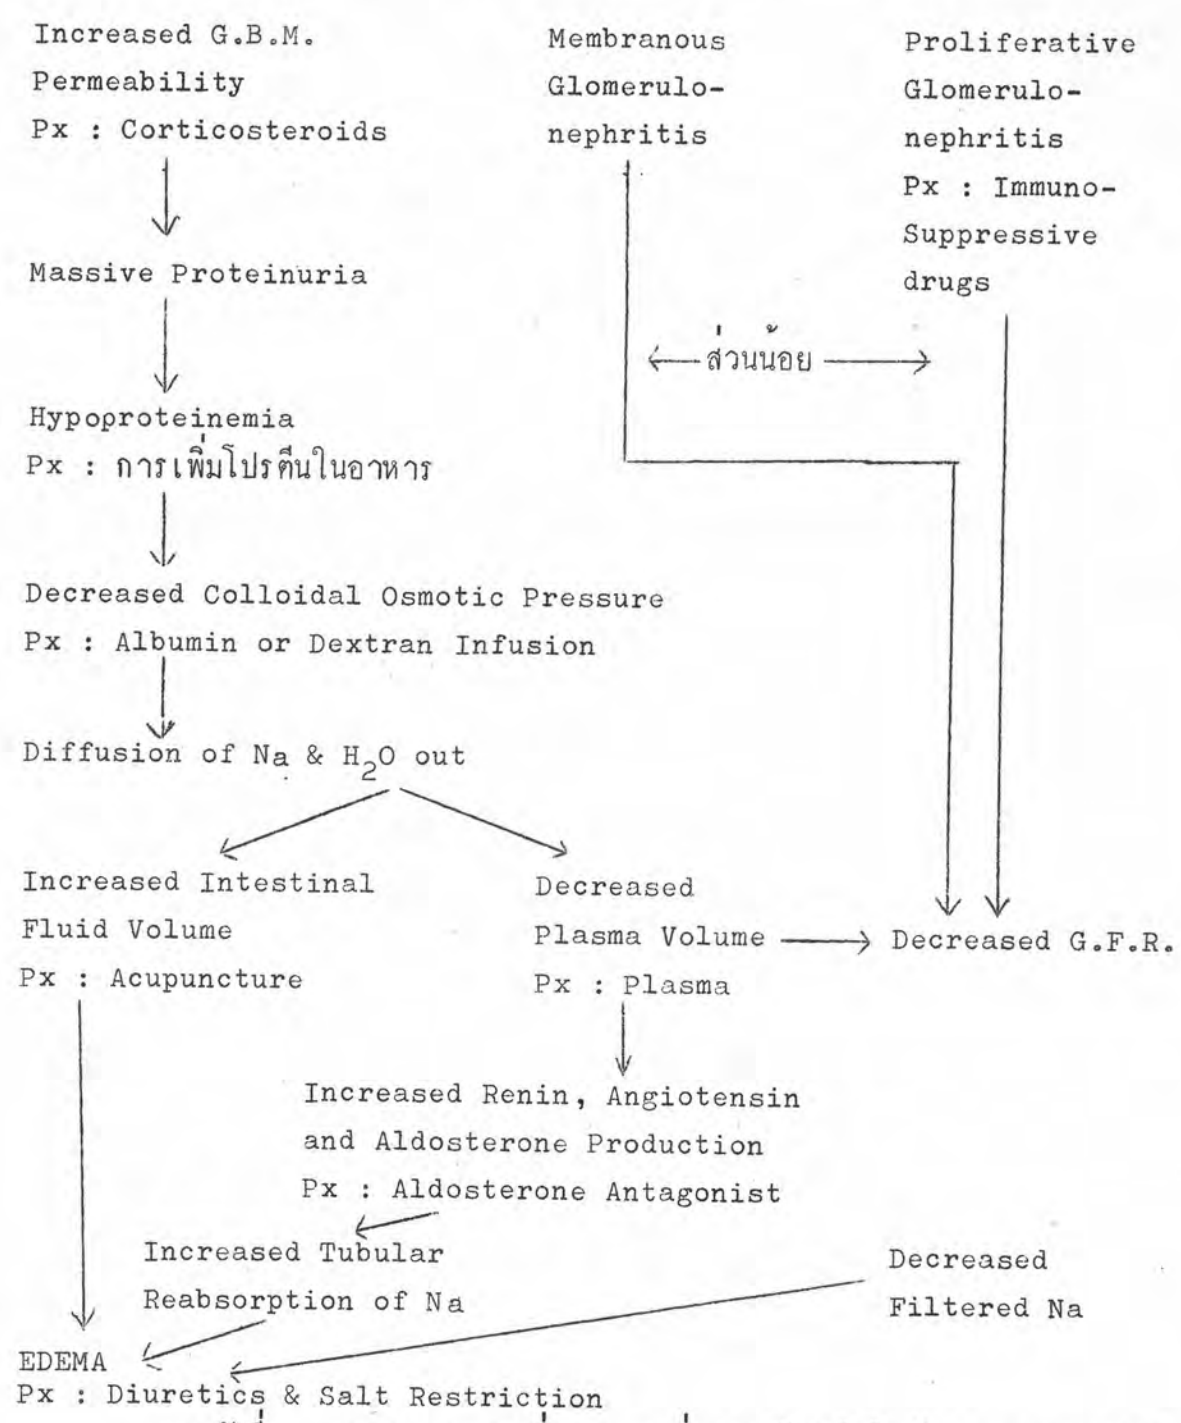 Increased G.B.M.
Permeability
Px : Corticosteroids
Massive Proteinuria
Hypoproteinemia
Px : การเพิ่มโปรตีนในอาหาร
Decreased Colloidal Osmotic Pressure
Px : Albumin or Dextran Infusion
Diffusion of Na & H₂O out
Membranous
Glomerulo-
nephritis
Proliferative
Glomerulo-
nephritis
Px : Immuno-
Suppressive
drugs
ส่วนน้อย
Increased Intestinal
Fluid Volume
Px : Acupuncture
Decreased
Plasma Volume
Px : Plasma
Decreased G.F.R.
Increased Renin, Angiotensin
and Aldosterone Production
Px : Aldosterone Antagonist
Increased Tubular
Reabsorption of Na
Decreased
Filtered Na
EDEMA
Px : Diuretics & Salt Restriction